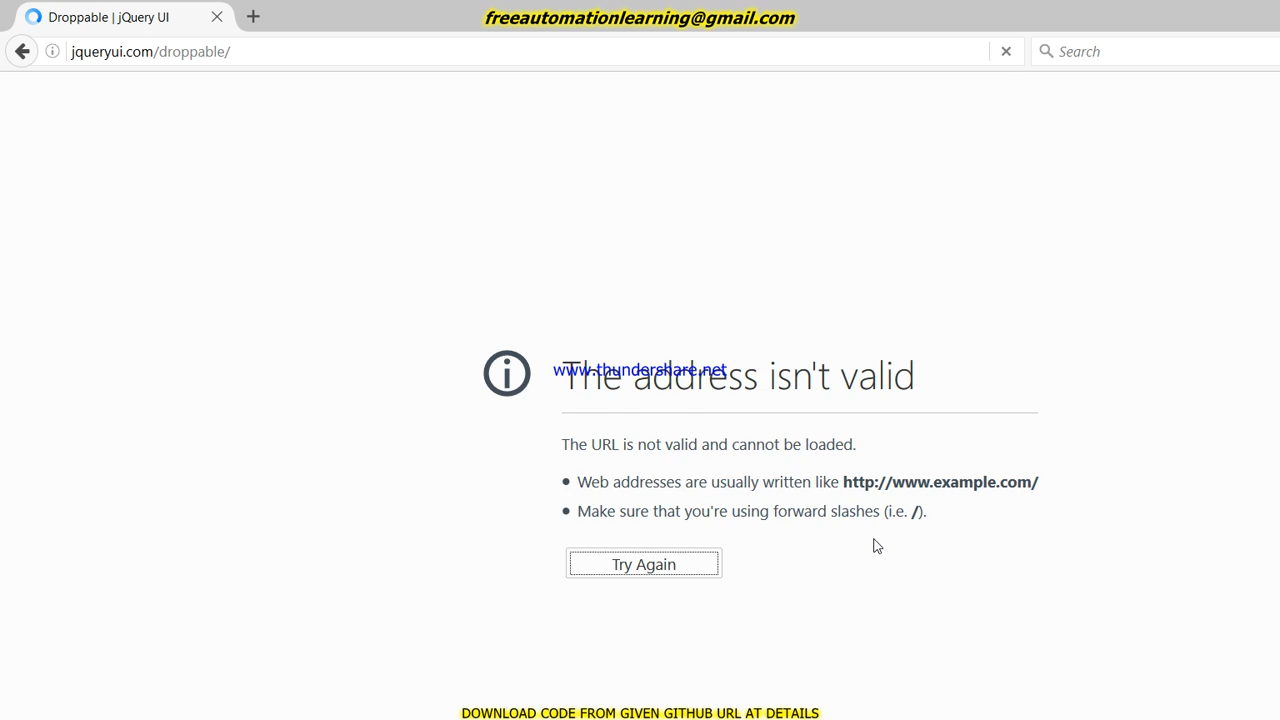 Droppable | jQuery UI
freeautomationlearning@gmail.com
jqueryui.com/droppable/
Search
www.thundershare.net
The address isn't valid
The URL is not valid and cannot be loaded.
Web addresses are usually written like http://www.example.com/
Make sure that you're using forward slashes (i.e. /).
Try Again
DOWNLOAD CODE FROM GIVEN GITHUB URL AT DETAILS